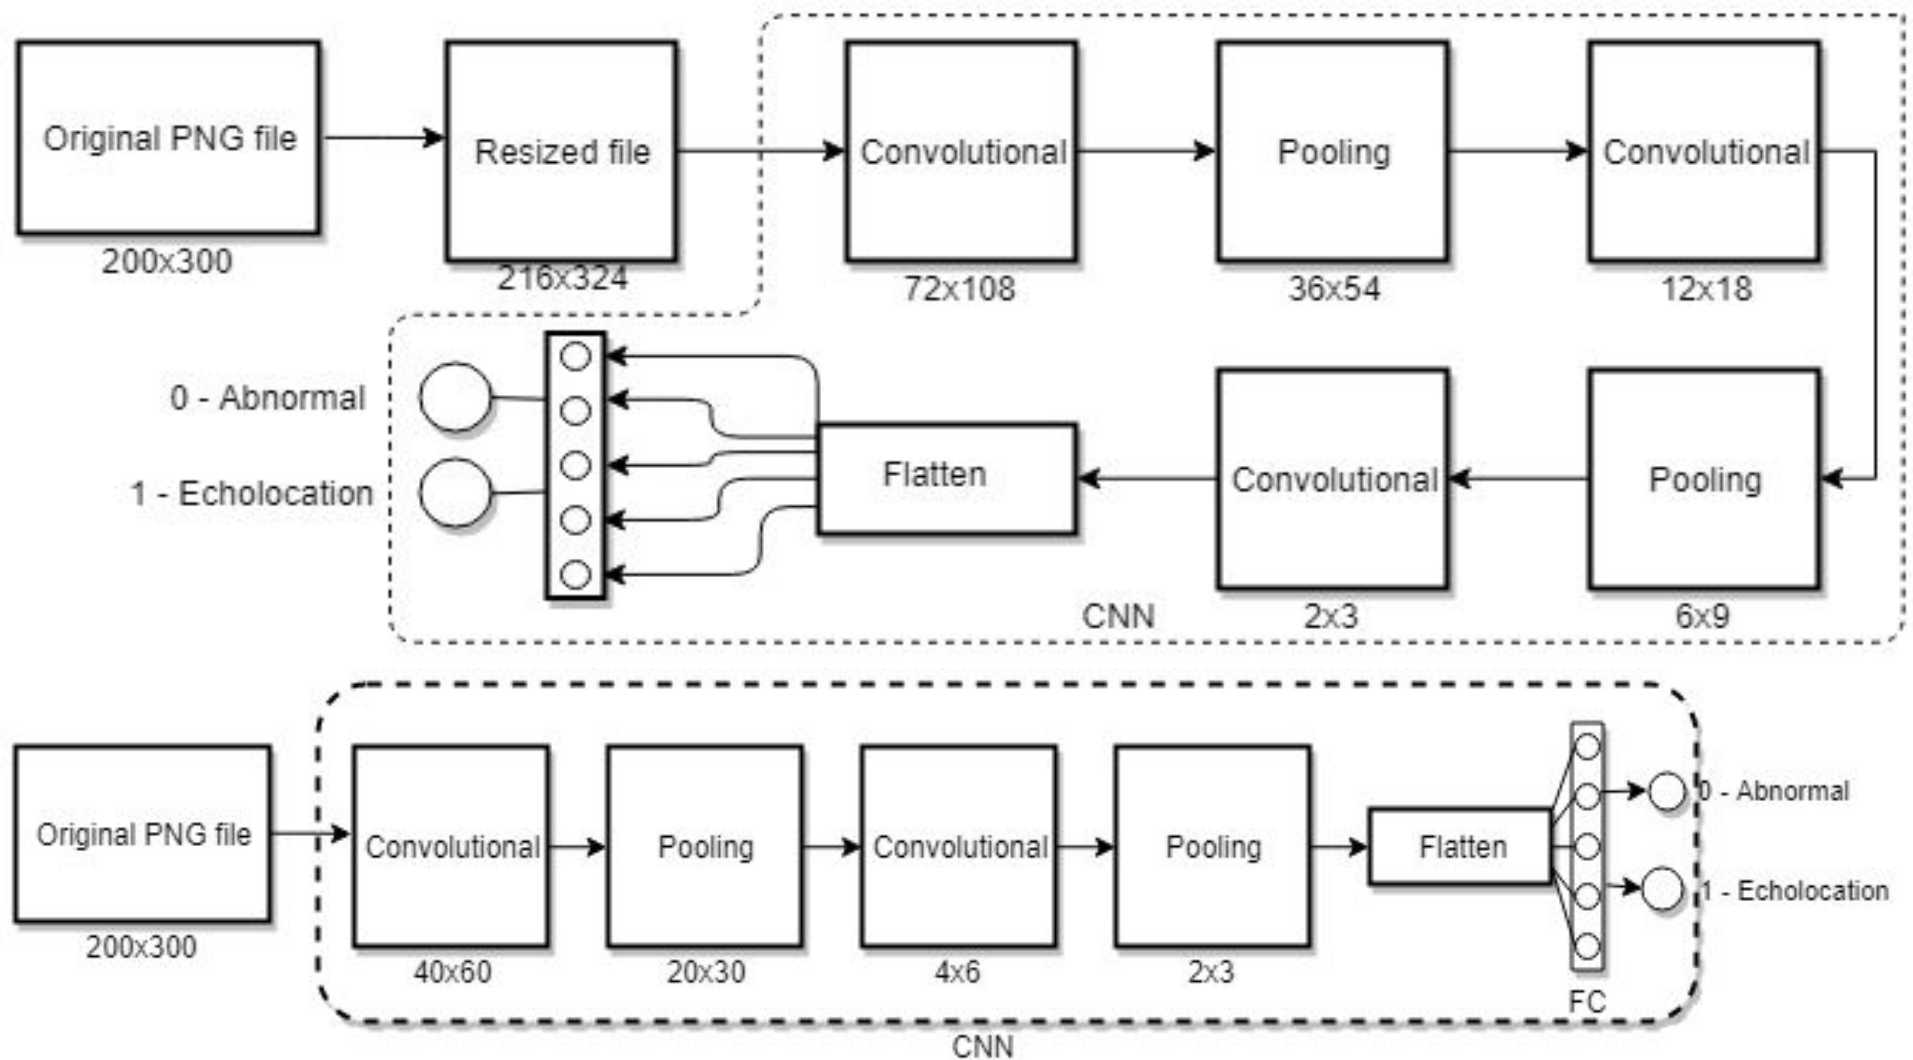 Original PNG file
200x300
Resized file
216x324
Convolutional
72x108
Pooling
36x54
Convolutional
12x18
Pooling
6x9
Convolutional
2x3
Flatten
0 - Abnormal
1 - Echolocation
CNN
Original PNG file
200x300
Convolutional
40x60
Pooling
20x30
Convolutional
4x6
Pooling
2x3
Flatten
FC
0 - Abnormal
1 - Echolocation
CNN